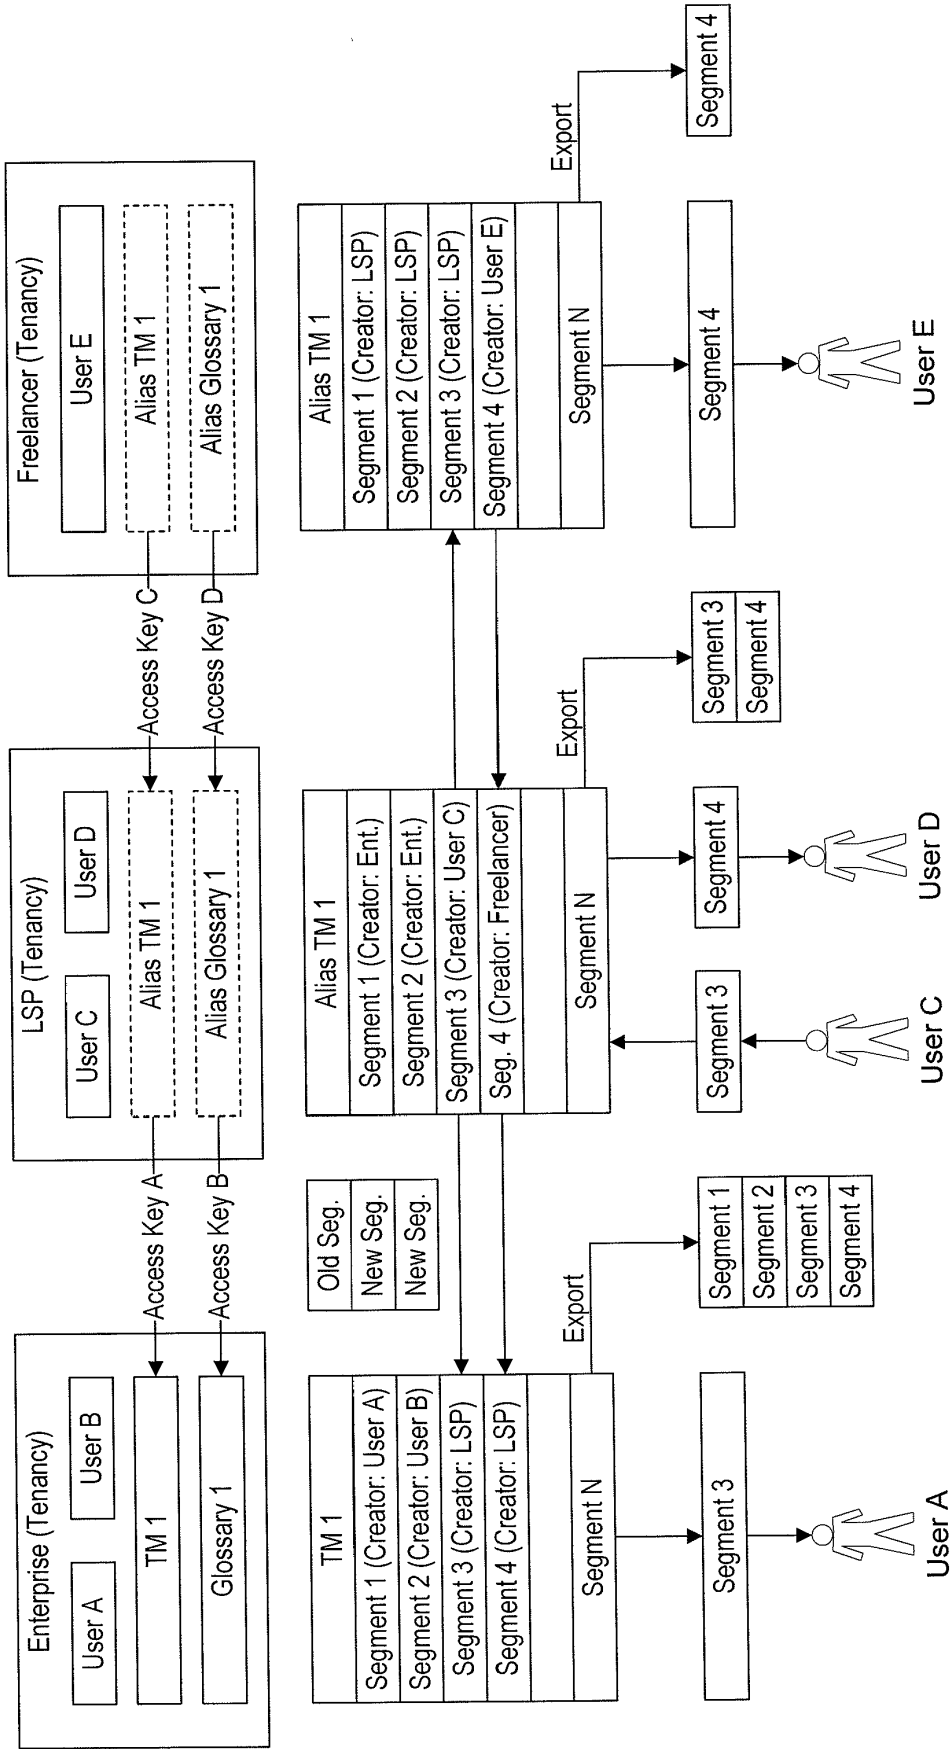 Enterprise (Tenancy)
User A
User B
TM 1
Glossary 1
Access Key A
Access Key B
LSP (Tenancy)
User C
User D
Alias TM 1
Alias Glossary 1
Access Key C
Access Key D
Freelancer (Tenancy)
User E
Alias TM 1
Alias Glossary 1
TM 1
Segment 1 (Creator: User A)
Segment 2 (Creator: User B)
Segment 3 (Creator: LSP)
Segment 4 (Creator: LSP)
Segment N
Old Seg.
New Seg.
New Seg.
Export
Segment 1
Segment 2
Segment 3
Segment 4
Segment 3
User A
Alias TM 1
Segment 1 (Creator: Ent.)
Segment 2 (Creator: Ent.)
Segment 3 (Creator: User C)
Seg. 4 (Creator: Freelancer)
Segment N
Export
Segment 3
Segment 4
Segment 3
User C
Segment 4
User D
Alias TM 1
Segment 1 (Creator: LSP)
Segment 2 (Creator: LSP)
Segment 3 (Creator: LSP)
Segment 4 (Creator: User E)
Segment N
Export
Segment 4
Segment 4
User E